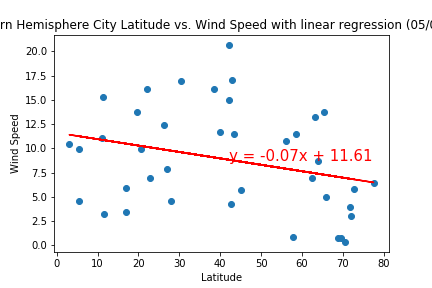 rn Hemisphere City Latitude vs. Wind Speed with linear regression (05/0
20.0
17.5
15.0
12.5
10.0
7.5
5.0
2.5
0.0
Wind Speed
y = -0.07x + 11.61
0 10 20 30 40 50 60 70 80
Latitude